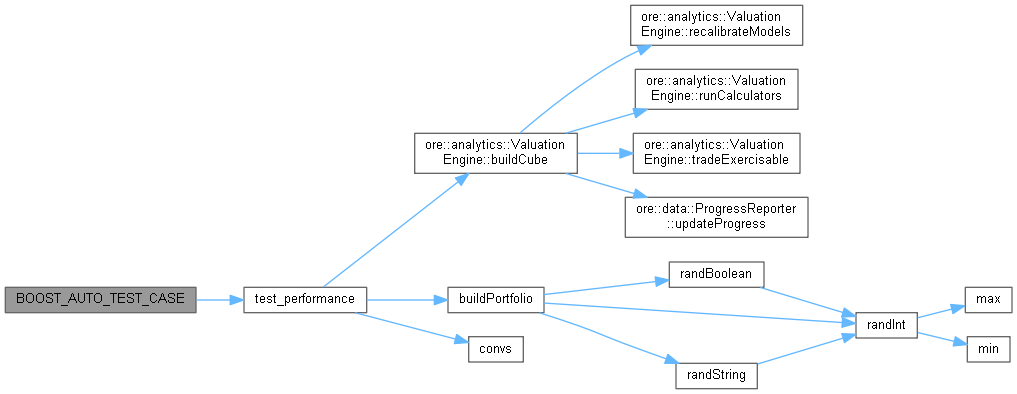 ore::analytics::Valuation
Engine::recalibrateModels
ore::analytics::Valuation
Engine::runCalculators
ore::analytics::Valuation
Engine::buildCube
ore::analytics::Valuation
Engine::tradeExercisable
ore::data::ProgressReporter
::updateProgress
randBoolean
BOOST_AUTO_TEST_CASE
test_performance
buildPortfolio
max
randInt
convs
min
randString